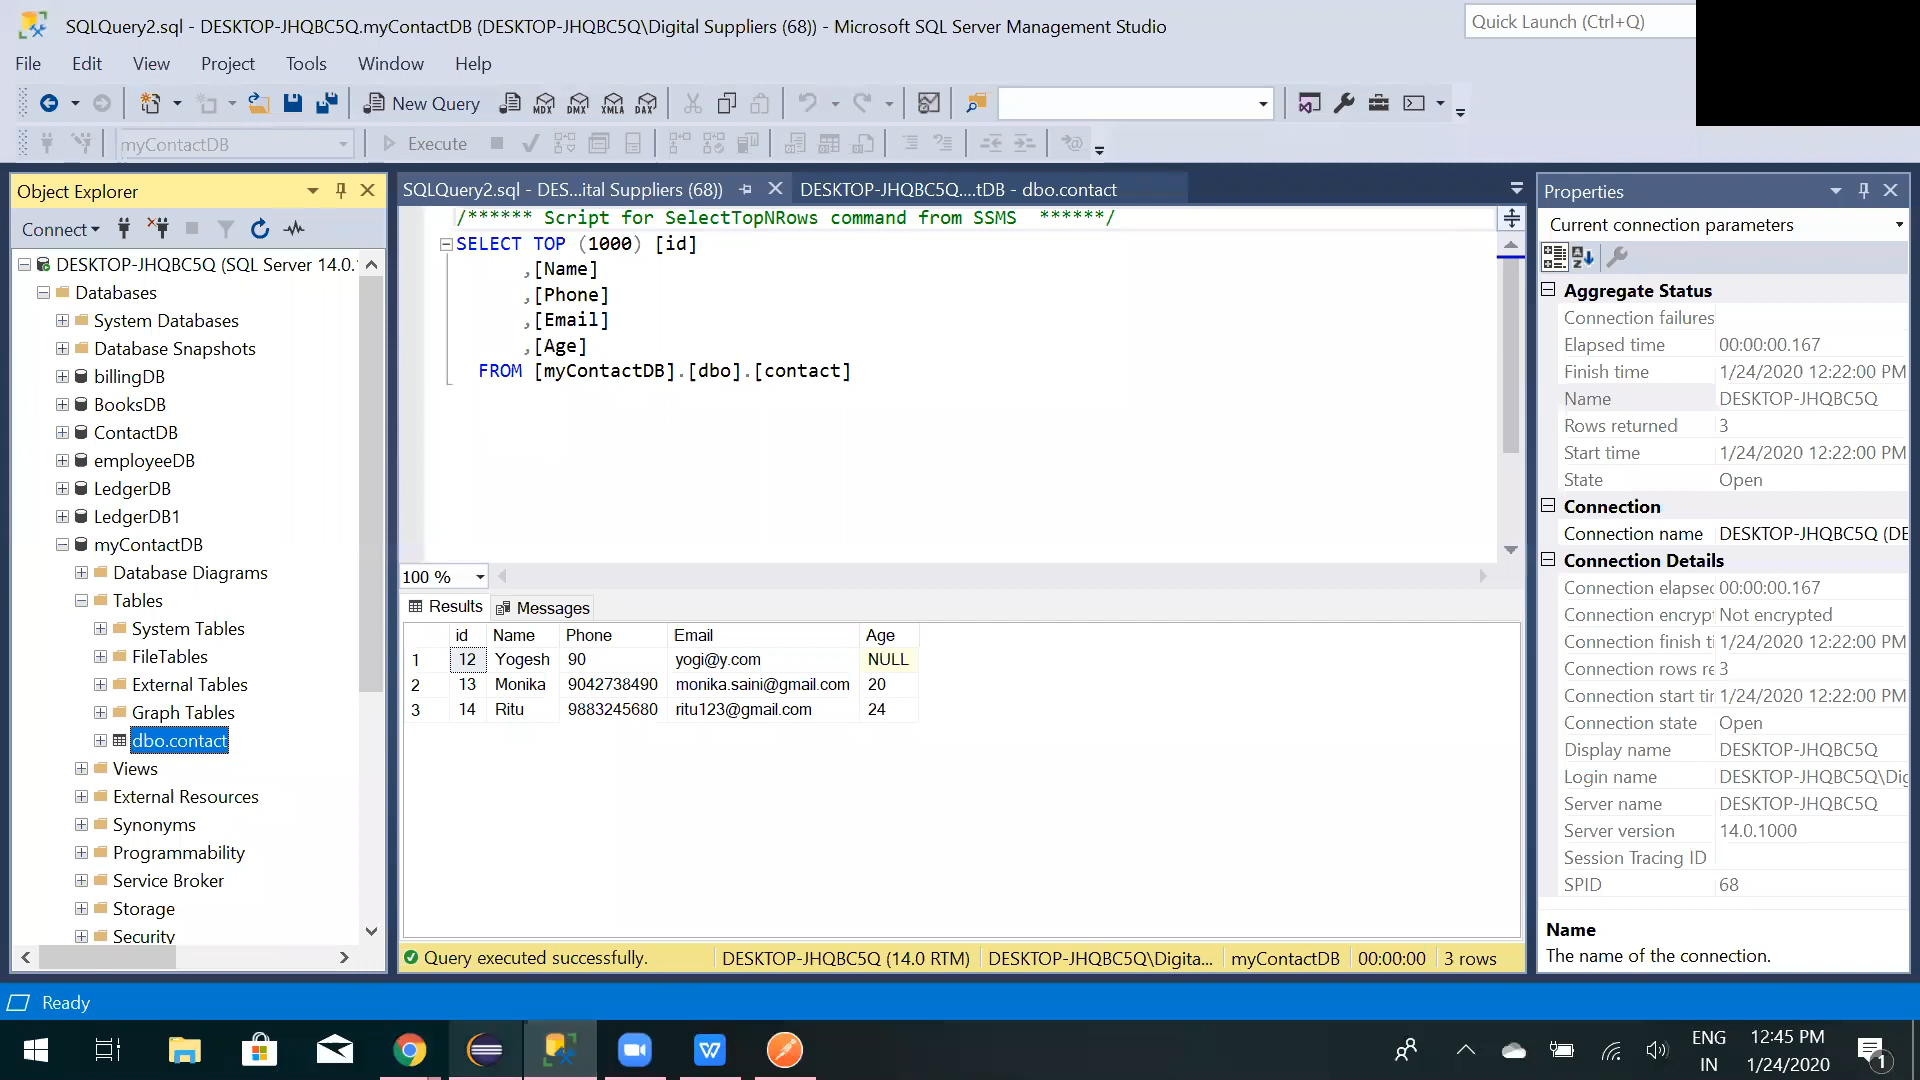 SQLQuery2.sql - DESKTOP-JHQBC5Q.myContactDB (DESKTOP-JHQBC5Q\Digital Suppliers (68)) - Microsoft SQL Server Management Studio
Quick Launch (Ctrl+Q)
File Edit View Project Tools Window Help
New Query MDX DMX XMLA DAX
myContactDB Execute
Object Explorer
Connect
DESKTOP-JHQBC5Q (SQL Server 14.0.
Databases
System Databases
Database Snapshots
billingDB
BooksDB
ContactDB
employeeDB
LedgerDB
LedgerDB1
myContactDB
Database Diagrams
Tables
System Tables
FileTables
External Tables
Graph Tables
dbo.contact
Views
External Resources
Synonyms
Programmability
Service Broker
Storage
Security
SQLQuery2.sql - DES...ital Suppliers (68)) DESKTOP-JHQBC5Q....tDB - dbo.contact
/****** Script for SelectTopNRows command from SSMS  ******/
SELECT TOP (1000) [id]
,[Name]
,[Phone]
,[Email]
,[Age]
FROM [myContactDB].[dbo].[contact]
100 %
Results Messages
id Name Phone Email Age
1 12 Yogesh 90 yogi@y.com NULL
2 13 Monika 9042738490 monika.saini@gmail.com 20
3 14 Ritu 9883245680 ritu123@gmail.com 24
Query executed successfully. DESKTOP-JHQBC5Q (14.0 RTM) DESKTOP-JHQBC5Q\Digita... myContactDB 00:00:00 3 rows
Properties
Current connection parameters
Aggregate Status
Connection failures
Elapsed time 00:00:00.167
Finish time 1/24/2020 12:22:00 PM
Name DESKTOP-JHQBC5Q
Rows returned 3
Start time 1/24/2020 12:22:00 PM
State Open
Connection
Connection name DESKTOP-JHQBC5Q (DE
Connection Details
Connection elapsec 00:00:00.167
Connection encryp Not encrypted
Connection finish ti 1/24/2020 12:22:00 PM
Connection rows re 3
Connection start tir 1/24/2020 12:22:00 PM
Connection state Open
Display name DESKTOP-JHQBC5Q
Login name DESKTOP-JHQBC5Q\Dig
Server name DESKTOP-JHQBC5Q
Server version 14.0.1000
Session Tracing ID
SPID 68
Name
The name of the connection.
Ready
ENG
IN
12:45 PM
1/24/2020
1